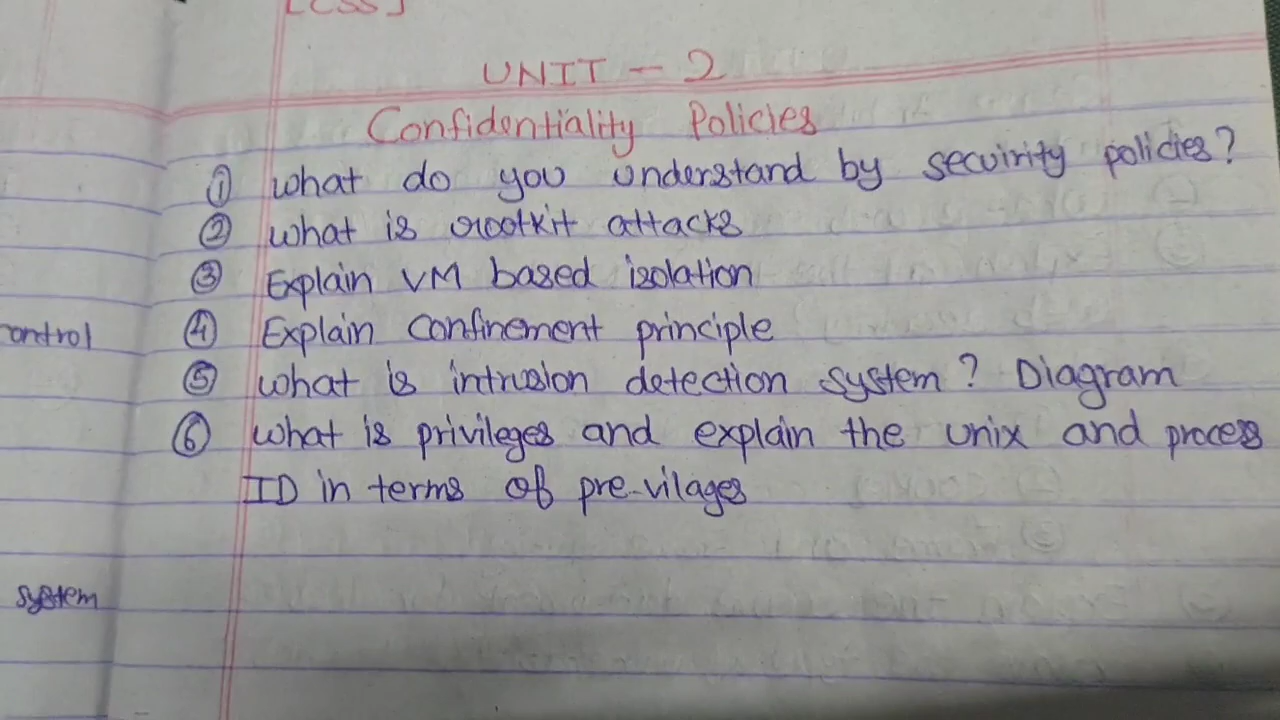 [CSS]
UNIT - 2
Confidentiality Policies
① what do you understand by secuirity policies?
② what is rootkit attacks
③ Explain VM based isolation
ontrol
④ Explain confinement principle
⑤ what is intrusion detection system? Diagram
⑥ what is privileges and explain the unix and process
ID in terms of pre-vilages
system